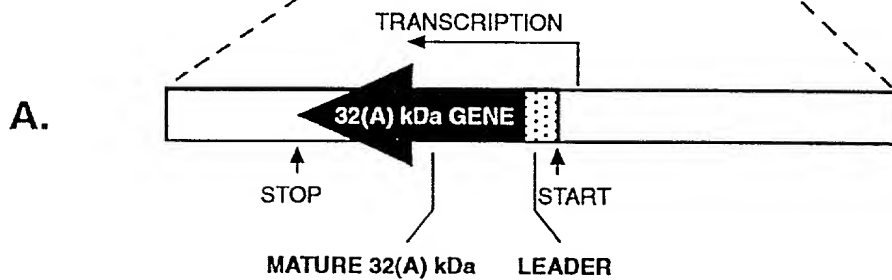 TRANSCRIPTION
A.
32(A) kDa GENE
STOP
START
MATURE 32(A) kDa
LEADER